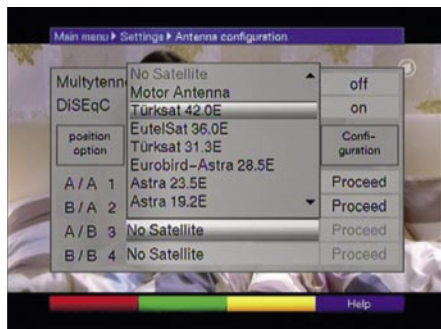 Main menu ▸ Settings ▸ Antenna configuration
Multytenn
off
DiSEqC
on
position option
Confi-guration
No Satellite
Motor Antenna
Türksat 42.0E
EutelSat 36.0E
Türksat 31.3E
Eurobird-Astra 28.5E
Astra 23.5E
Astra 19.2E
A/A 1
Proceed
B/A 2
Proceed
A/B 3 No Satellite
Proceed
B/B 4 No Satellite
Proceed
Help